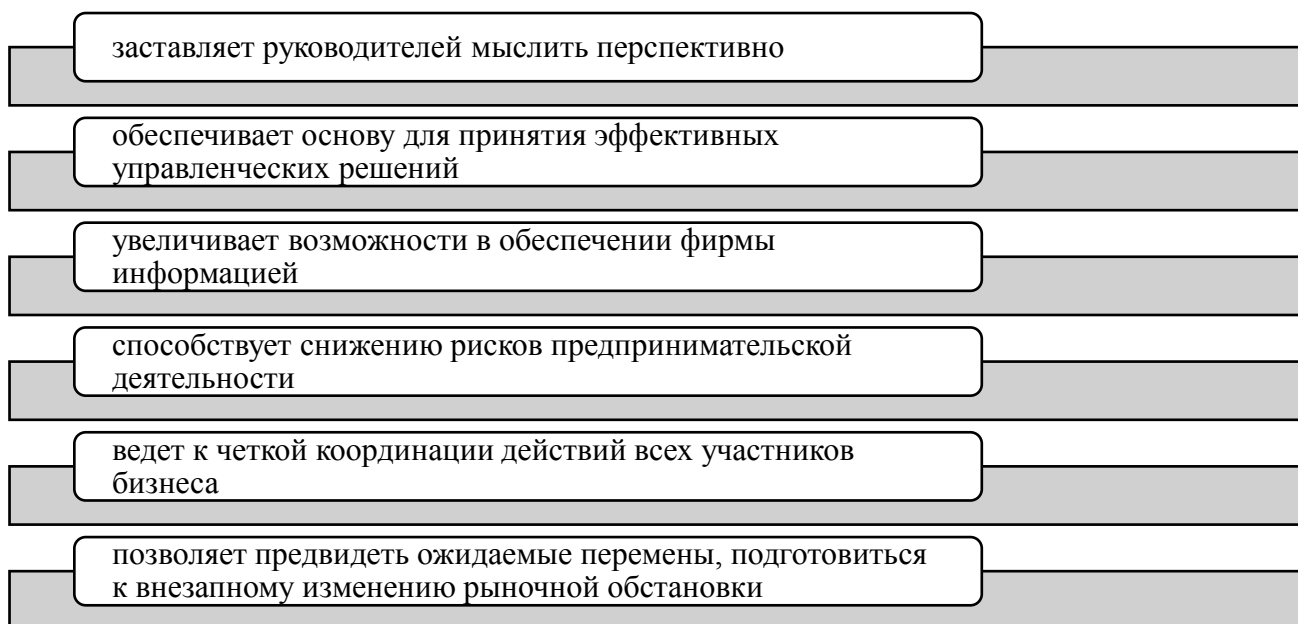 заставляет руководителей мыслить перспективно
обеспечивает основу для принятия эффективных
управленческих решений
увеличивает возможности в обеспечении фирмы
информацией
способствует снижению рисков предпринимательской
деятельности
ведет к четкой координации действий всех участников
бизнеса
позволяет предвидеть ожидаемые перемены, подготовиться
к внезапному изменению рыночной обстановки